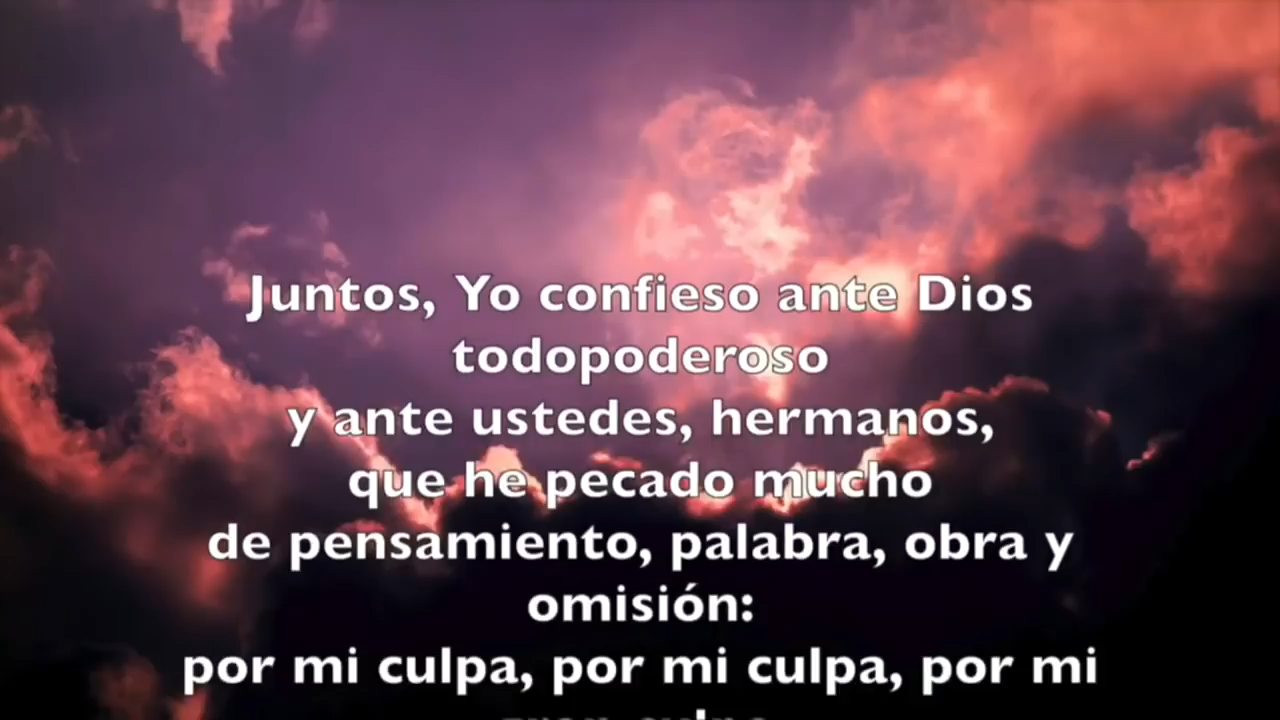 Juntos, Yo confieso ante Dios
todopoderoso
y ante ustedes, hermanos,
que he pecado mucho
de pensamiento, palabra, obra y
omisión:
por mi culpa, por mi culpa, por mi